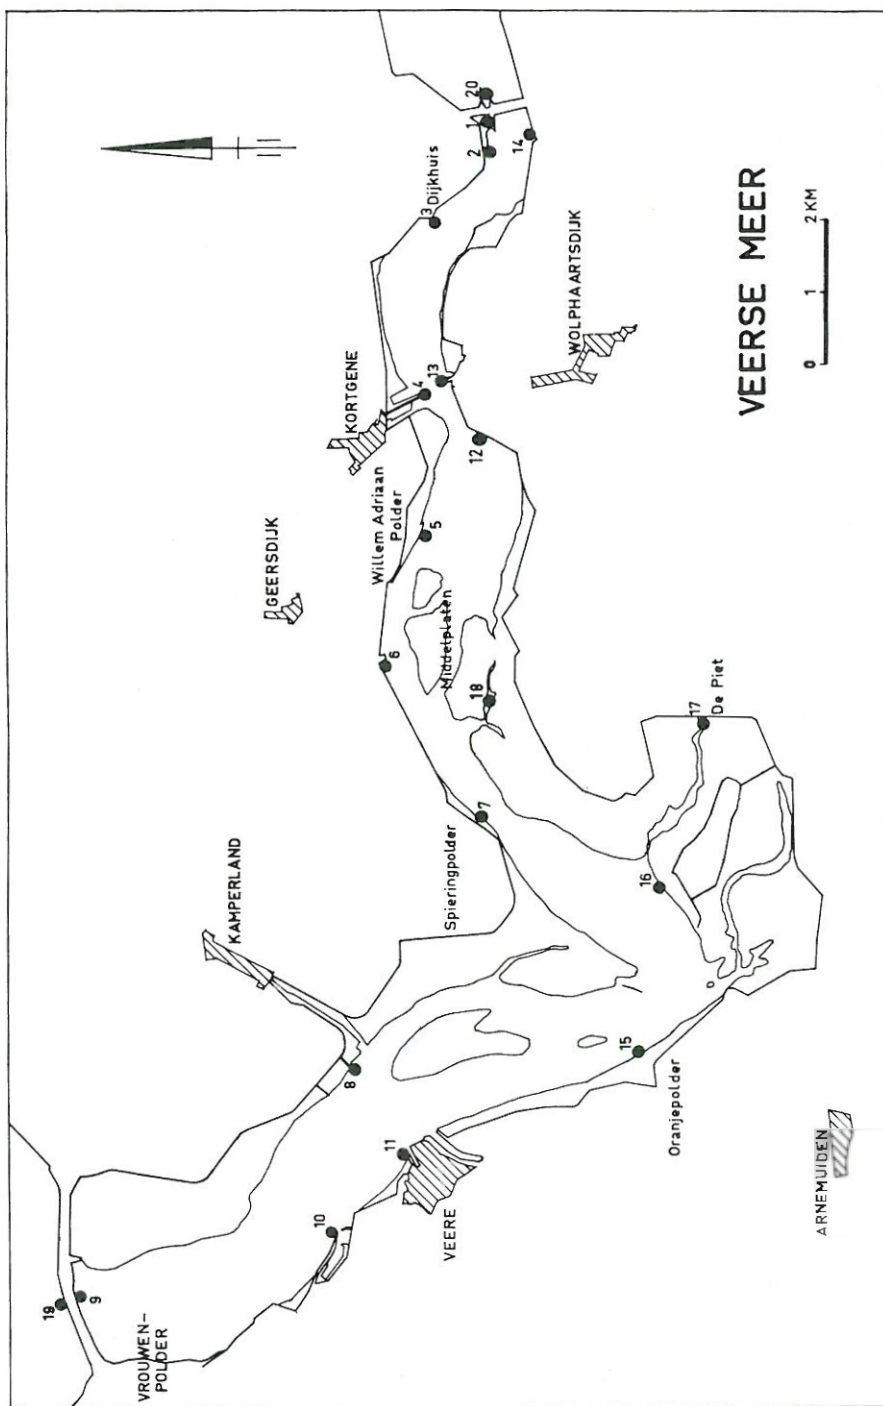 VEERSE MEER
0 1 2 KM
VROUWEN-
POLDER
VEERE
ARNEMUIDEN
Oranjepolder
KAMPERLAND
Spieringpolder
GEERSDIJK
Willem Adriaan
Polder
Middelplaten
KORTGENE
Dijkhuis
WOLPHAARTSDIJK
De Piet
1
2
3
4
5
6
7
8
9
10
11
12
13
14
15
16
17
18
19
20